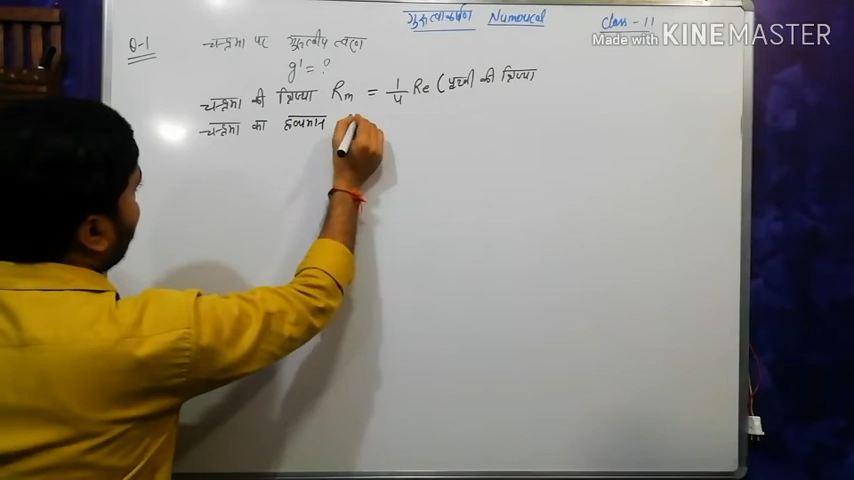 गुरुत्वाकर्षण Numerical Class - 11
Made with KINEMASTER
Q-1 चन्द्रमा पर गुरुत्वीय त्वरण
g' = ?
चन्द्रमा की त्रिज्या Rm = 1/4 Re (पृथ्वी की त्रिज्या
चन्द्रमा का द्रव्यमान